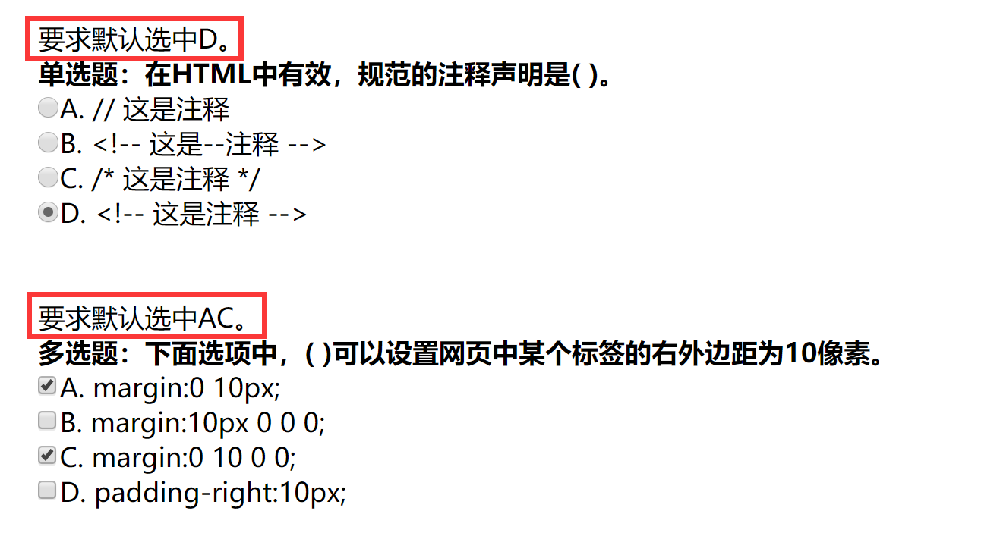 要求默认选中D。
单选题：在HTML中有效，规范的注释声明是( )。
A. // 这是注释
B. <!-- 这是--注释 -->
C. /* 这是注释 */
D. <!-- 这是注释 -->
要求默认选中AC。
多选题：下面选项中，( )可以设置网页中某个标签的右外边距为10像素。
A. margin:0 10px;
B. margin:10px 0 0 0;
C. margin:0 10 0 0;
D. padding-right:10px;